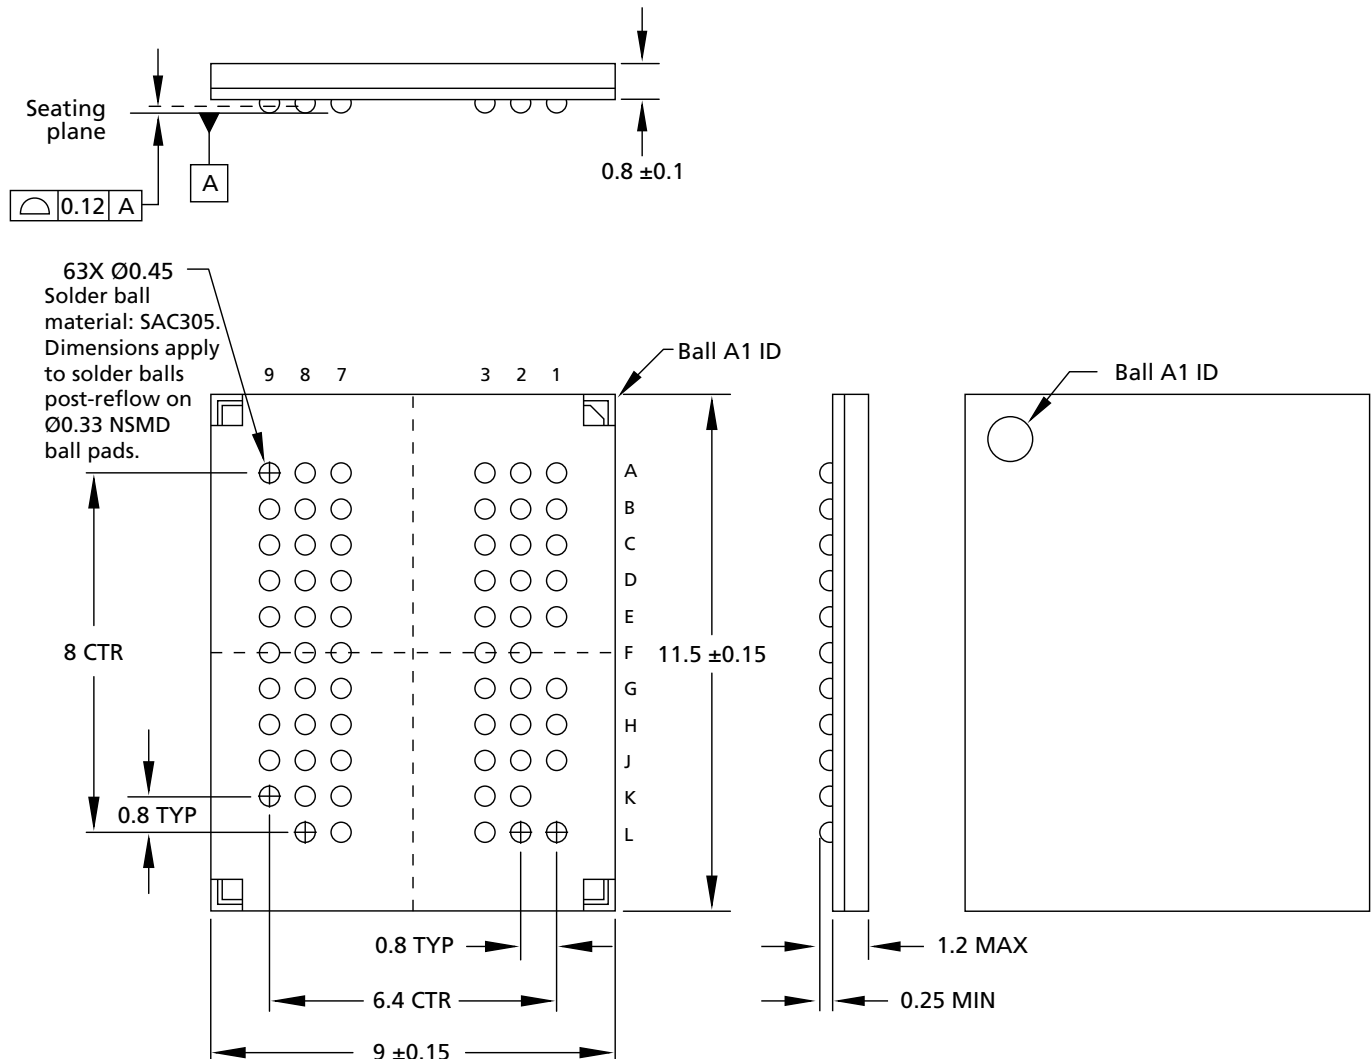 Seating
plane
A
0.12 A
0.8 ±0.1
63X Ø0.45
Solder ball
material: SAC305.
Dimensions apply
to solder balls
post-reflow on
Ø0.33 NSMD
ball pads.
9 8 7 3 2 1
Ball A1 ID
Ball A1 ID
A
B
C
D
E
F
G
H
J
K
L
8 CTR
11.5 ±0.15
0.8 TYP
0.8 TYP
1.2 MAX
6.4 CTR
0.25 MIN
9 ±0.15